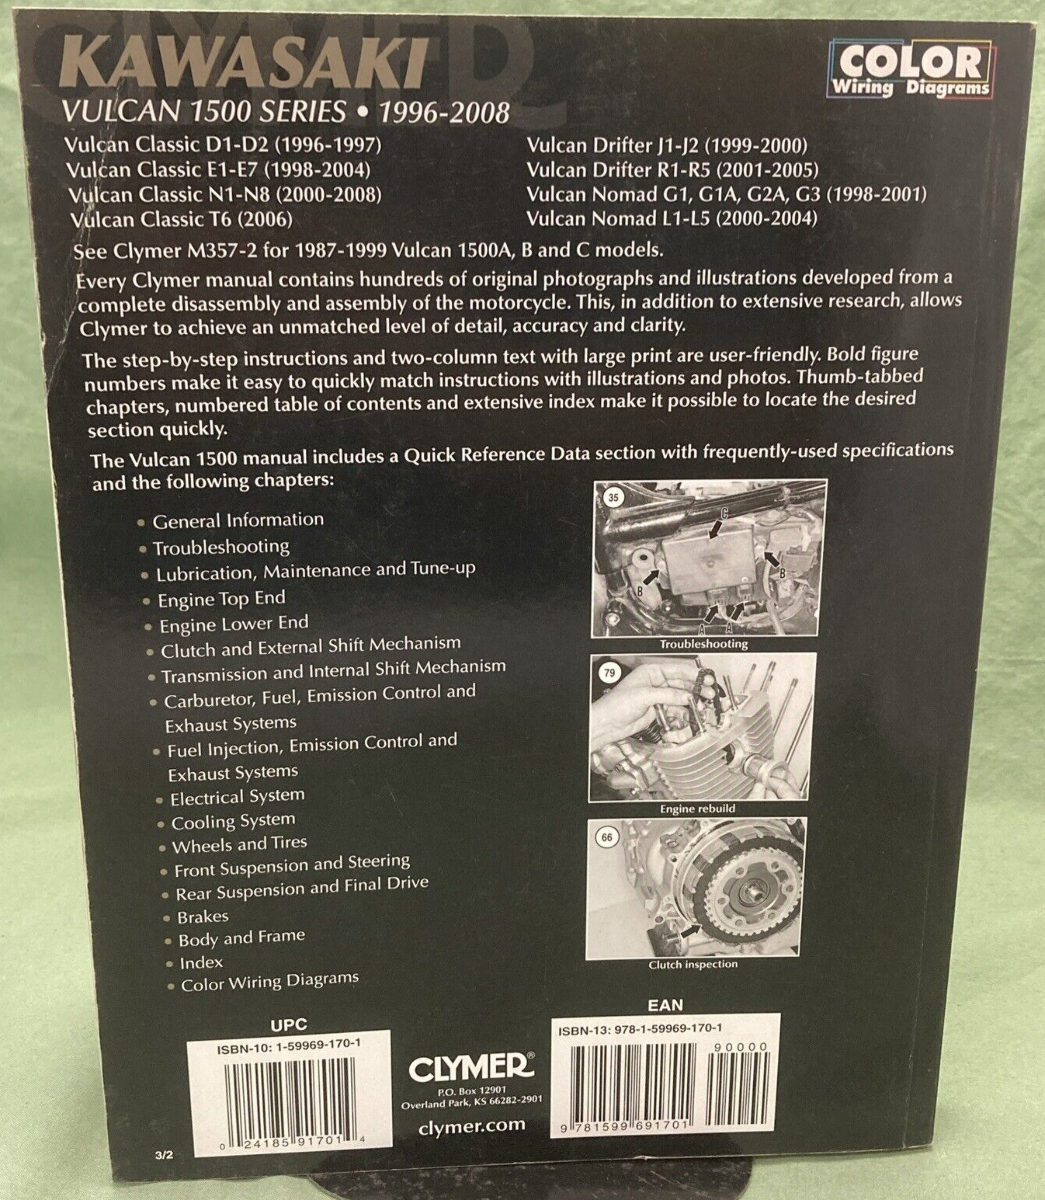 KAWASAKI
VULCAN 1500 SERIES • 1996-2008
COLOR
Wiring Diagrams
Vulcan Classic D1-D2 (1996-1997)
Vulcan Classic E1-E7 (1998-2004)
Vulcan Classic N1-N8 (2000-2008)
Vulcan Classic T6 (2006)
Vulcan Drifter J1-J2 (1999-2000)
Vulcan Drifter R1-R5 (2001-2005)
Vulcan Nomad G1, G1A, G2A, G3 (1998-2001)
Vulcan Nomad L1-L5 (2000-2004)
See Clymer M357-2 for 1987-1999 Vulcan 1500A, B and C models.
Every Clymer manual contains hundreds of original photographs and illustrations developed from a
complete disassembly and assembly of the motorcycle. This, in addition to extensive research, allows
Clymer to achieve an unmatched level of detail, accuracy and clarity.
The step-by-step instructions and two-column text with large print are user-friendly. Bold figure
numbers make it easy to quickly match instructions with illustrations and photos. Thumb-tabbed
chapters, numbered table of contents and extensive index make it possible to locate the desired
section quickly.
The Vulcan 1500 manual includes a Quick Reference Data section with frequently-used specifications
and the following chapters:
• General Information
• Troubleshooting
• Lubrication, Maintenance and Tune-up
• Engine Top End
• Engine Lower End
• Clutch and External Shift Mechanism
• Transmission and Internal Shift Mechanism
• Carburetor, Fuel, Emission Control and
Exhaust Systems
• Fuel Injection, Emission Control and
Exhaust Systems
• Electrical System
• Cooling System
• Wheels and Tires
• Front Suspension and Steering
• Rear Suspension and Final Drive
• Brakes
• Body and Frame
• Index
• Color Wiring Diagrams
35
C
B
B
A
A
Troubleshooting
79
Engine rebuild
66
Clutch inspection
UPC
ISBN-10: 1-59969-170-1
0 24185 91701 4
3/2
CLYMER®
P.O. Box 12901
Overland Park, KS 66282-2901
clymer.com
EAN
ISBN-13: 978-1-59969-170-1
90000
9 781599 691701